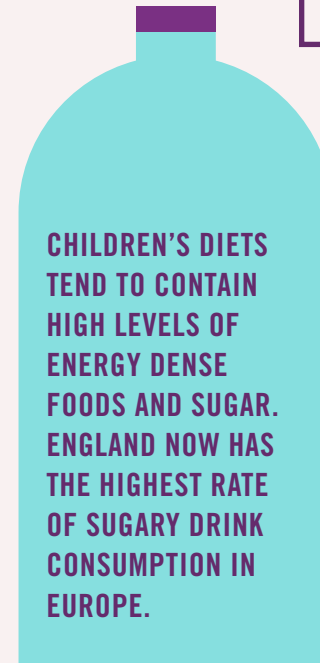 CHILDREN’S DIETS
TEND TO CONTAIN
HIGH LEVELS OF
ENERGY DENSE
FOODS AND SUGAR.
ENGLAND NOW HAS
THE HIGHEST RATE
OF SUGARY DRINK
CONSUMPTION IN
EUROPE.